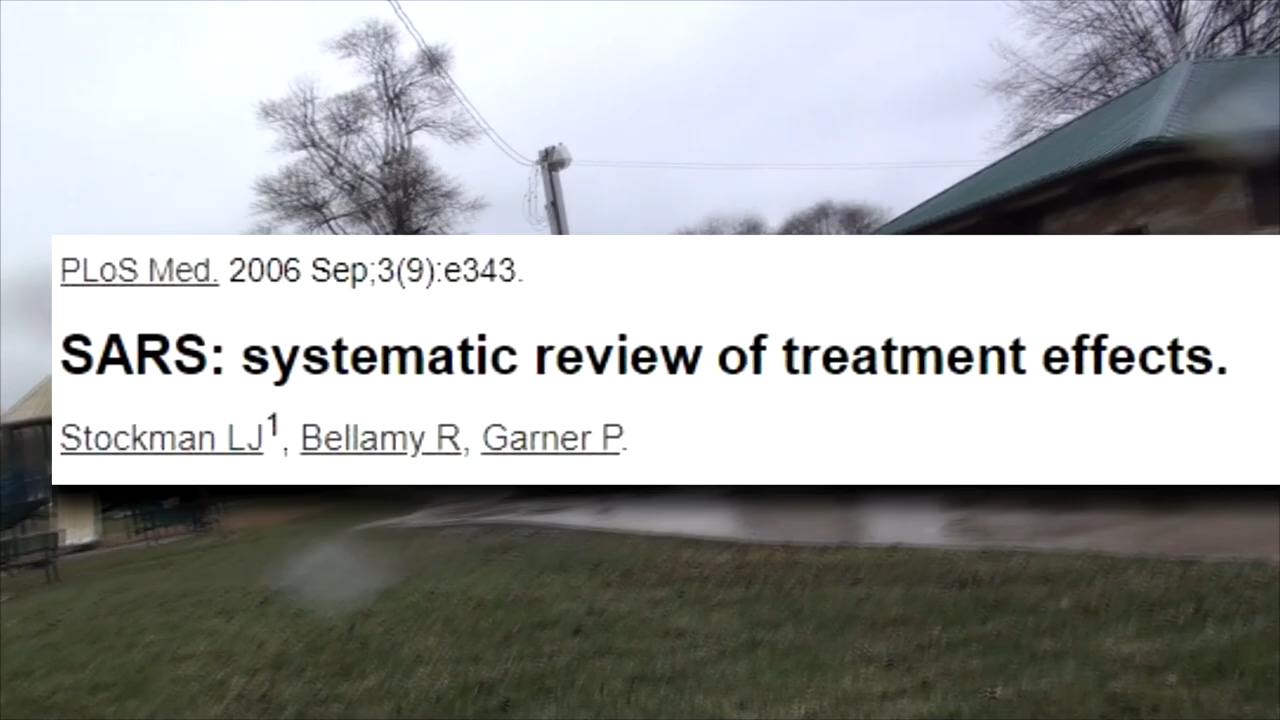 PLoS Med. 2006 Sep;3(9):e343.
SARS: systematic review of treatment effects.
Stockman LJ1, Bellamy R, Garner P.